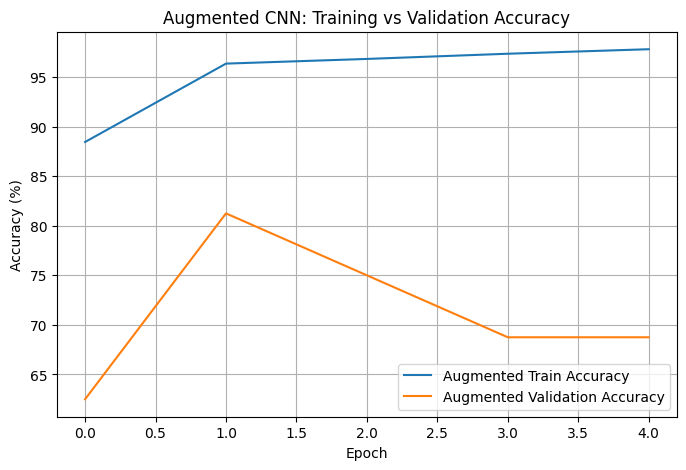 Augmented CNN: Training vs Validation Accuracy
Accuracy (%)
95
90
85
80
75
70
65
Augmented Train Accuracy
Augmented Validation Accuracy
0.0 0.5 1.0 1.5 2.0 2.5 3.0 3.5 4.0
Epoch